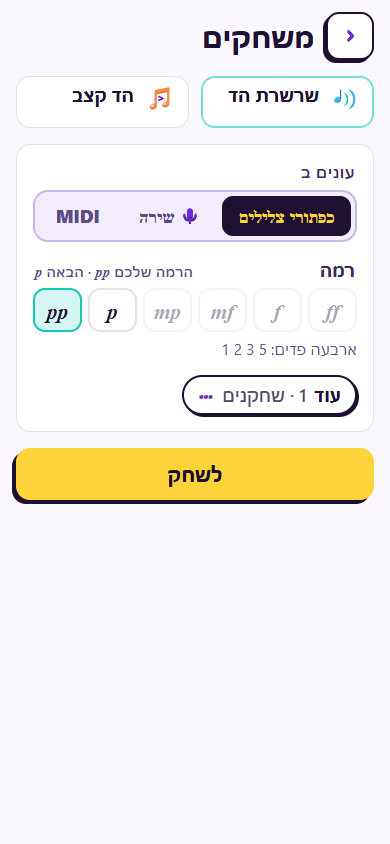 משחקים
שרשרת הד
הד קצב
עונים ב
כפתורי צלילים
שירה
MIDI
רמה
הרמה שלכם pp · הבאה p
ff
f
mf
mp
p
pp
ארבעה פדים: 5 3 2 1
עוד 1 · שחקנים
לשחק